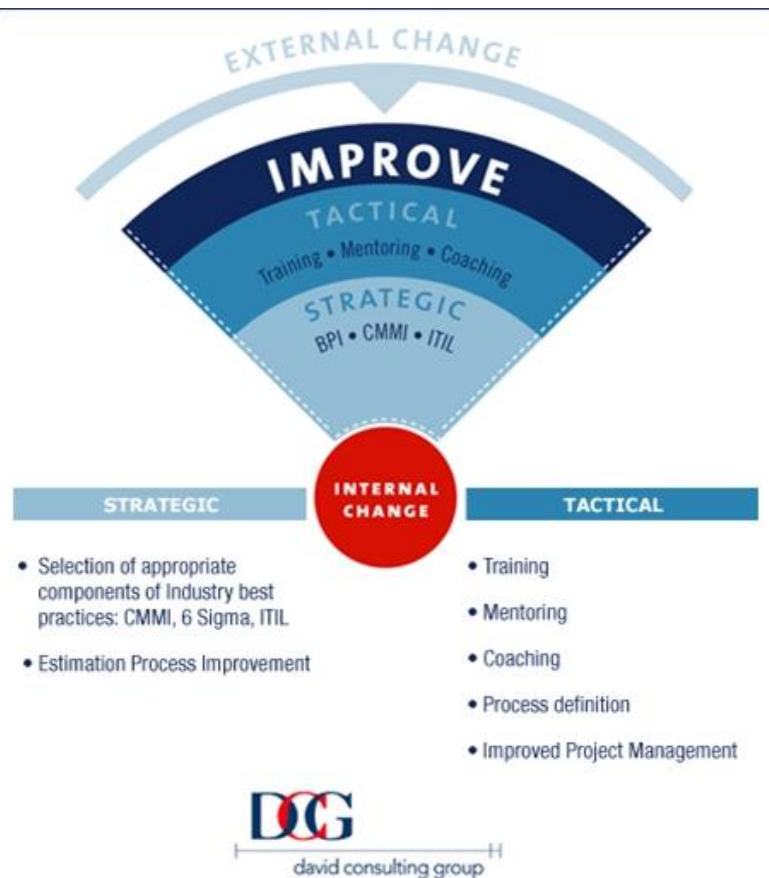 EXTERNAL CHANGE
IMPROVE
TACTICAL
Training • Mentoring • Coaching
STRATEGIC
BPI • CMMI • ITIL
INTERNAL
CHANGE
STRATEGIC
• Selection of appropriate
components of Industry best
practices: CMMI, 6 Sigma, ITIL
• Estimation Process Improvement
TACTICAL
• Training
• Mentoring
• Coaching
• Process definition
• Improved Project Management
DCG
david consulting group